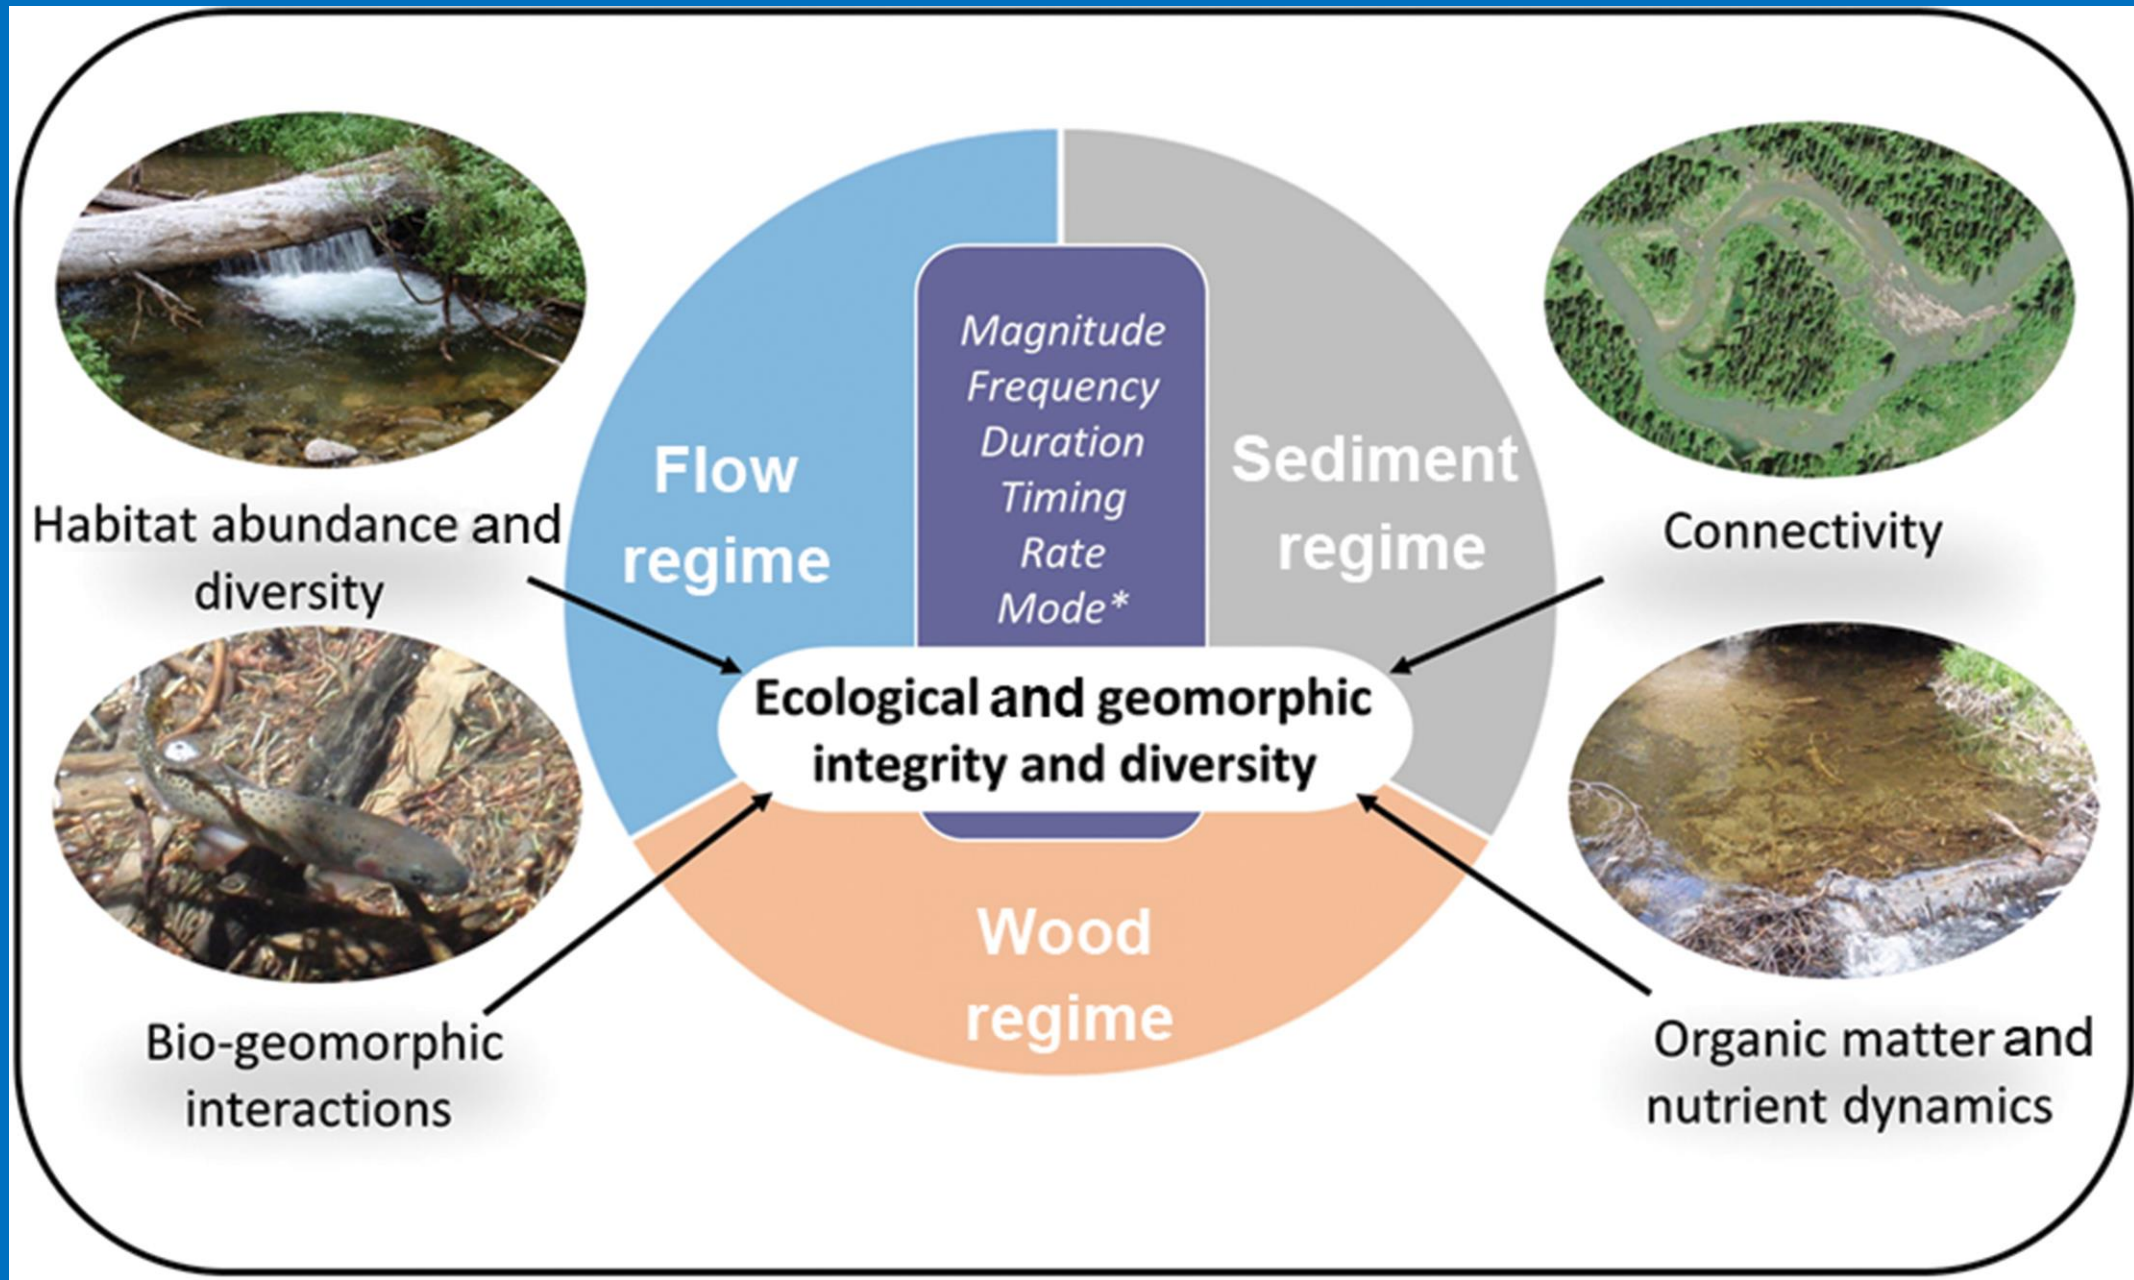 Magnitude
Frequency
Duration
Timing
Rate
Mode*
Flow
regime
Sediment
regime
Habitat abundance and
diversity
Connectivity
Ecological and geomorphic
integrity and diversity
Wood
regime
Bio-geomorphic
interactions
Organic matter and
nutrient dynamics